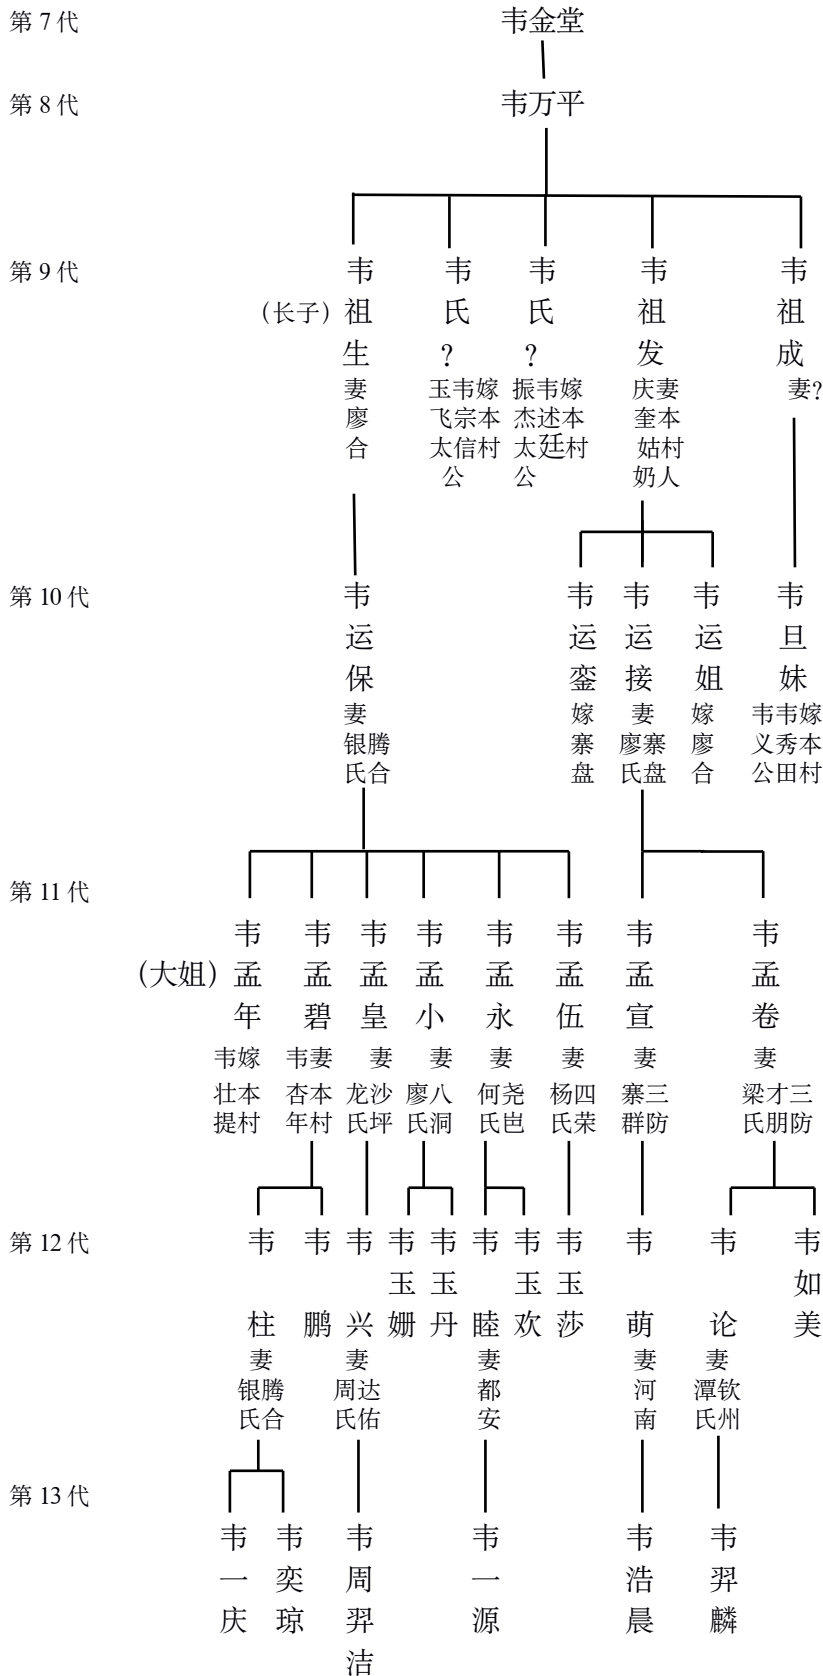 第7代
韦金堂
第8代
韦万平
第9代
(长子)
韦祖生
妻廖合
韦氏?
嫁本村
韦宗信
玉飞太公
韦氏?
嫁本村
韦述廷
振杰太公
韦祖发
妻本村人
庆奎姑奶
韦祖成
妻?
第10代
韦运保
妻
腾合
银氏
韦运銮
嫁寨盘
韦运接
妻
寨盘
廖氏
韦运姐
嫁廖合
韦旦妹
嫁本村
韦秀田
韦义公
第11代
(大姐)
韦孟年
嫁本村
韦壮提
韦孟碧
妻本村
韦杏年
韦孟皇
妻
沙坪
龙氏
韦孟小
妻
八洞
廖氏
韦孟永
妻
尧岜
何氏
韦孟伍
妻
四荣
杨氏
韦孟宣
妻
三防
寨群
韦孟卷
妻
三防
才朋
梁氏
第12代
韦柱
妻
腾合
银氏
韦鹏
韦兴
妻
达佑
周氏
韦玉姗
韦玉丹
韦睦
妻都安
韦玉欢
韦玉莎
韦萌
妻河南
韦论
妻
钦州
潭氏
韦如美
第13代
韦一庆
韦奕琼
韦周羿洁
韦一源
韦浩晨
韦羿麟